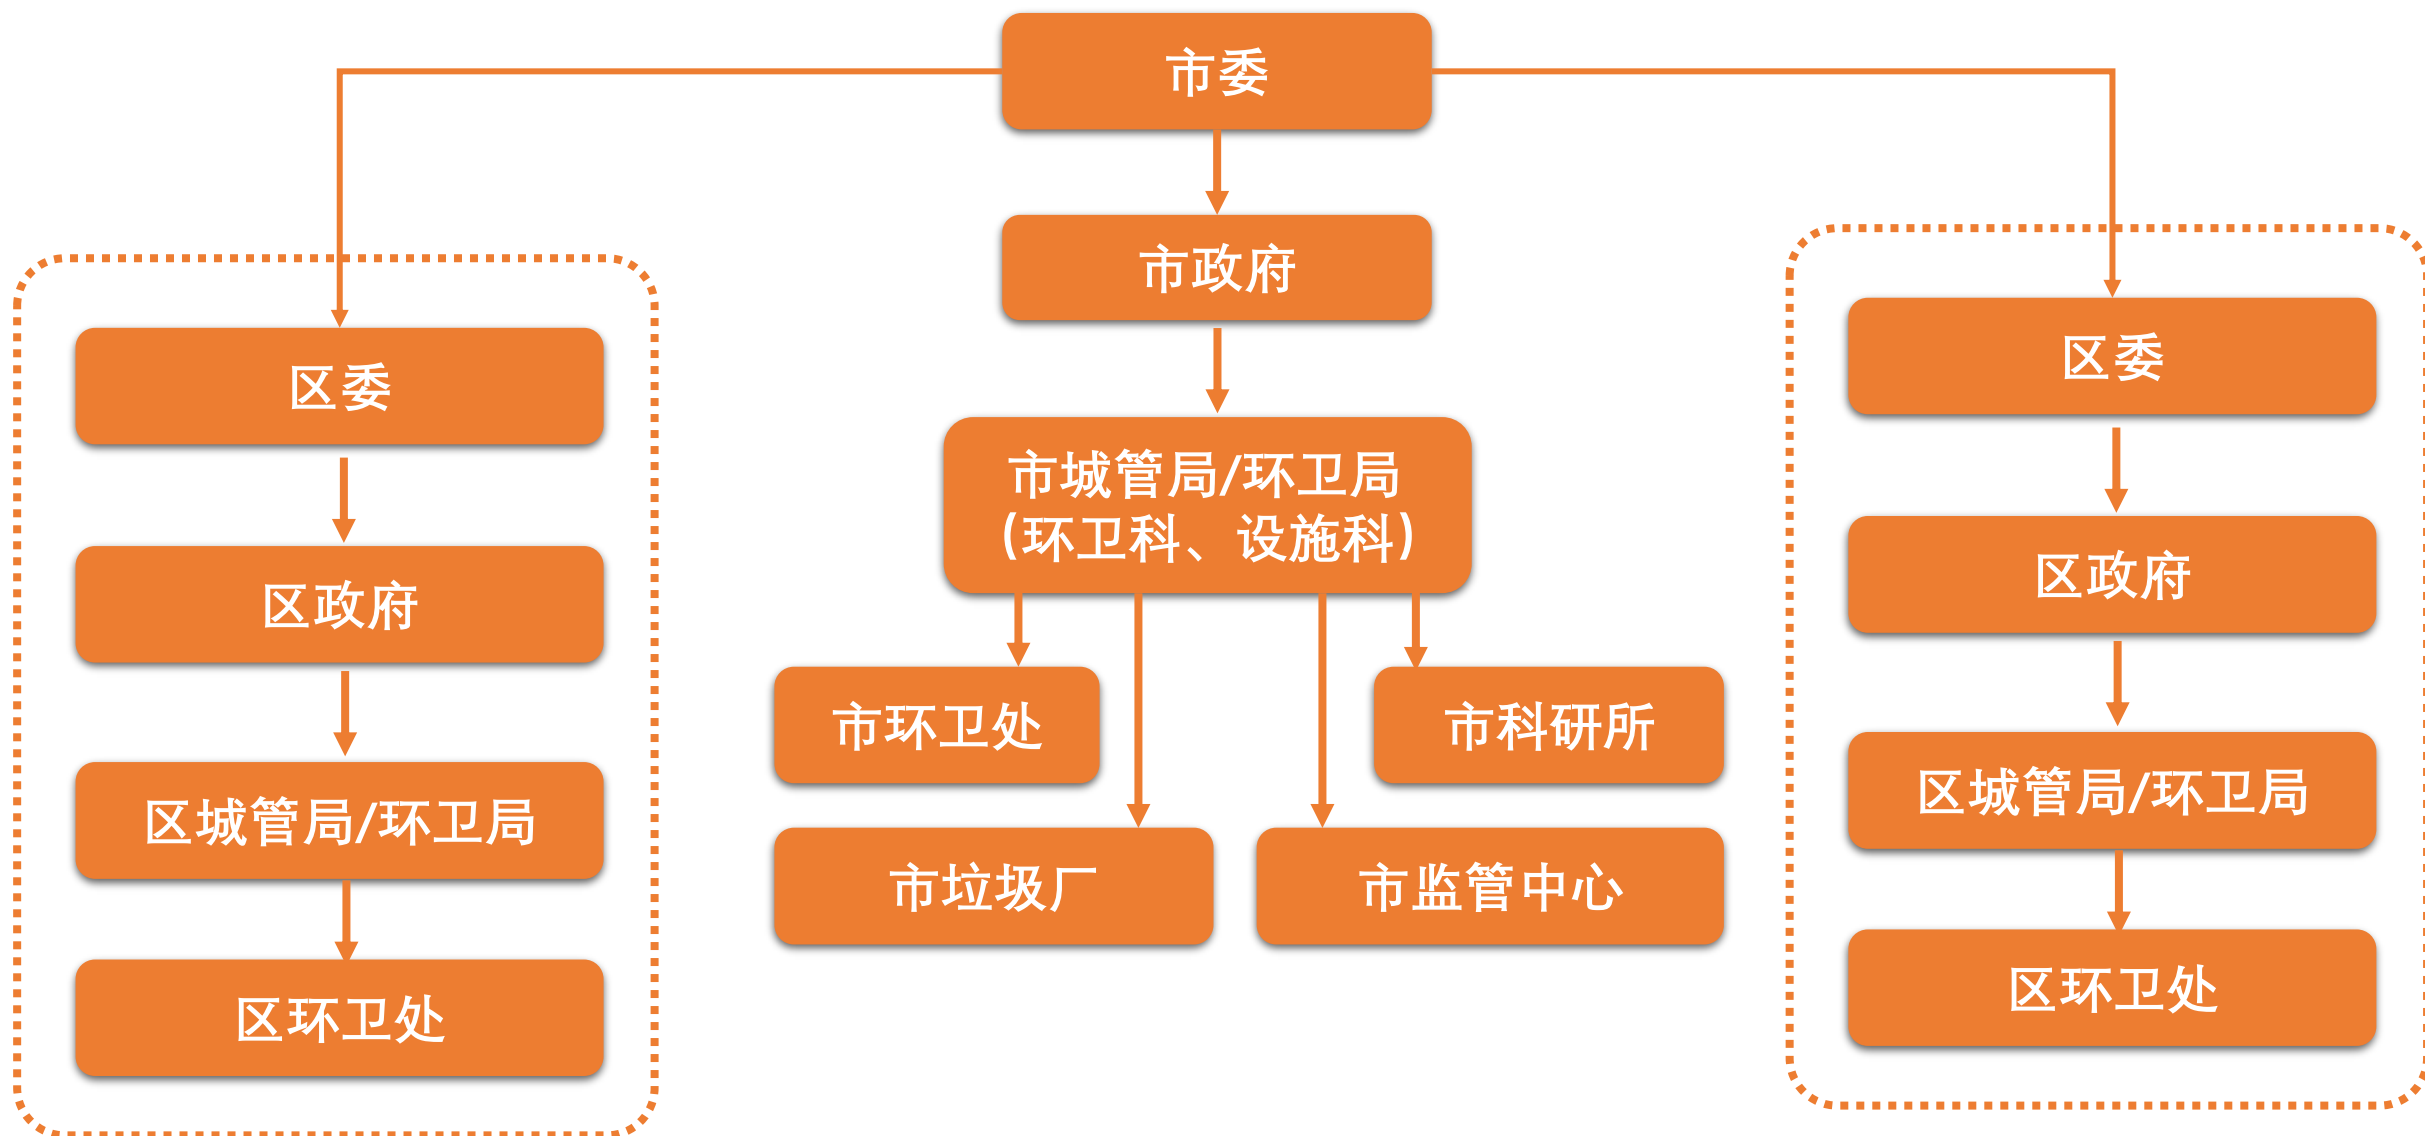 市委
市政府
市城管局/环卫局
(环卫科、设施科)
市环卫处
市科研所
市垃圾厂
市监管中心
区委
区政府
区城管局/环卫局
区环卫处
区委
区政府
区城管局/环卫局
区环卫处